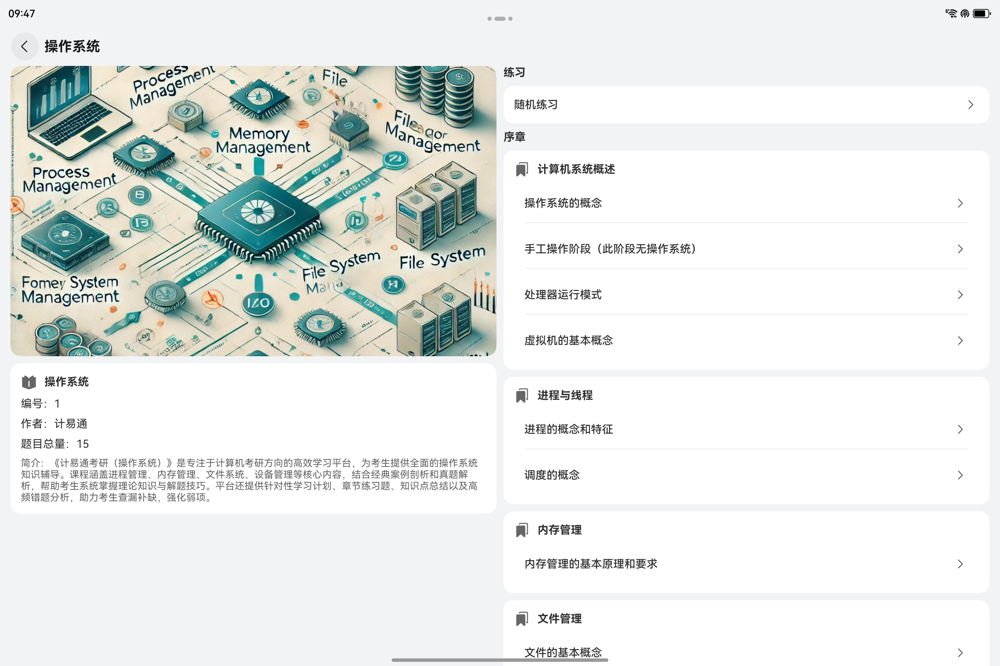 09:47
操作系统
Process
Management
File
Memory
Management
Management
Process
Management
File System
File System
Fomey System
Management
I/O
操作系统
编号：1
作者：计易通
题目总量：15
简介：《计易通考研（操作系统）》是专注于计算机考研方向的高效学习平台，为考生提供全面的操作系统
知识辅导。课程涵盖进程管理、内存管理、文件系统、设备管理等核心内容，结合经典案例剖析和真题解
析，帮助考生系统掌握理论知识与解题技巧。平台还提供针对性学习计划、章节练习题、知识点总结以及高
频错题分析，助力考生查漏补缺，强化弱项。
练习
随机练习
序章
计算机系统概述
操作系统的概念
手工操作阶段（此阶段无操作系统）
处理器运行模式
虚拟机的基本概念
进程与线程
进程的概念和特征
调度的概念
内存管理
内存管理的基本原理和要求
文件管理
文件的基本概念